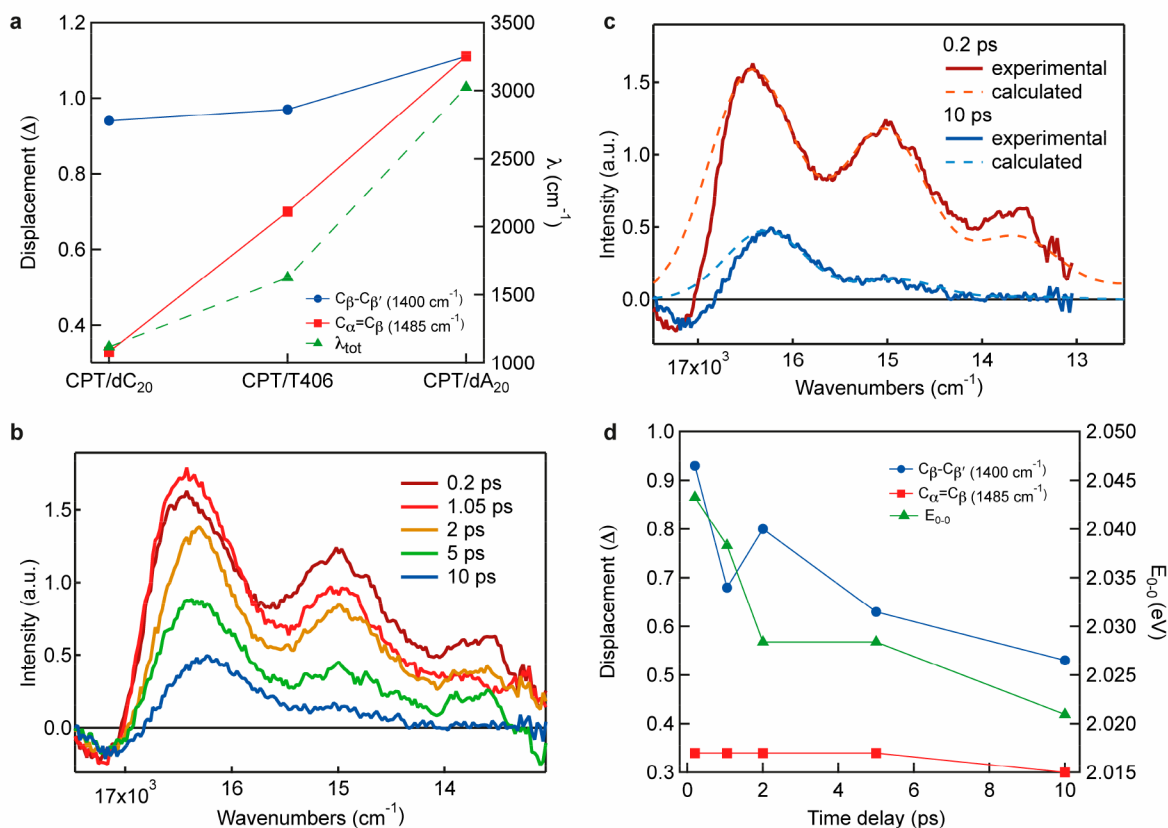 a
1.2
1.0
0.8
0.6
0.4
Displacement (Δ)
3500
3000
2500
2000
1500
1000
λ (cm⁻¹)
Cβ-Cβ′ (1400 cm⁻¹)
Cα=Cβ (1485 cm⁻¹)
λtot
CPT/dC₂₀
CPT/T406
CPT/dA₂₀
b
1.5
1.0
0.5
0.0
Intensity (a.u.)
0.2 ps
1.05 ps
2 ps
5 ps
10 ps
17x10³
16
15
14
Wavenumbers (cm⁻¹)
c
1.5
1.0
0.5
0.0
Intensity (a.u.)
0.2 ps
experimental
calculated
10 ps
experimental
calculated
17x10³
16
15
14
13
Wavenumbers (cm⁻¹)
d
1.0
0.9
0.8
0.7
0.6
0.5
0.4
0.3
Displacement (Δ)
2.050
2.045
2.040
2.035
2.030
2.025
2.020
2.015
E₀₋₀ (eV)
Cβ-Cβ′ (1400 cm⁻¹)
Cα=Cβ (1485 cm⁻¹)
E₀₋₀
0
2
4
6
8
10
Time delay (ps)